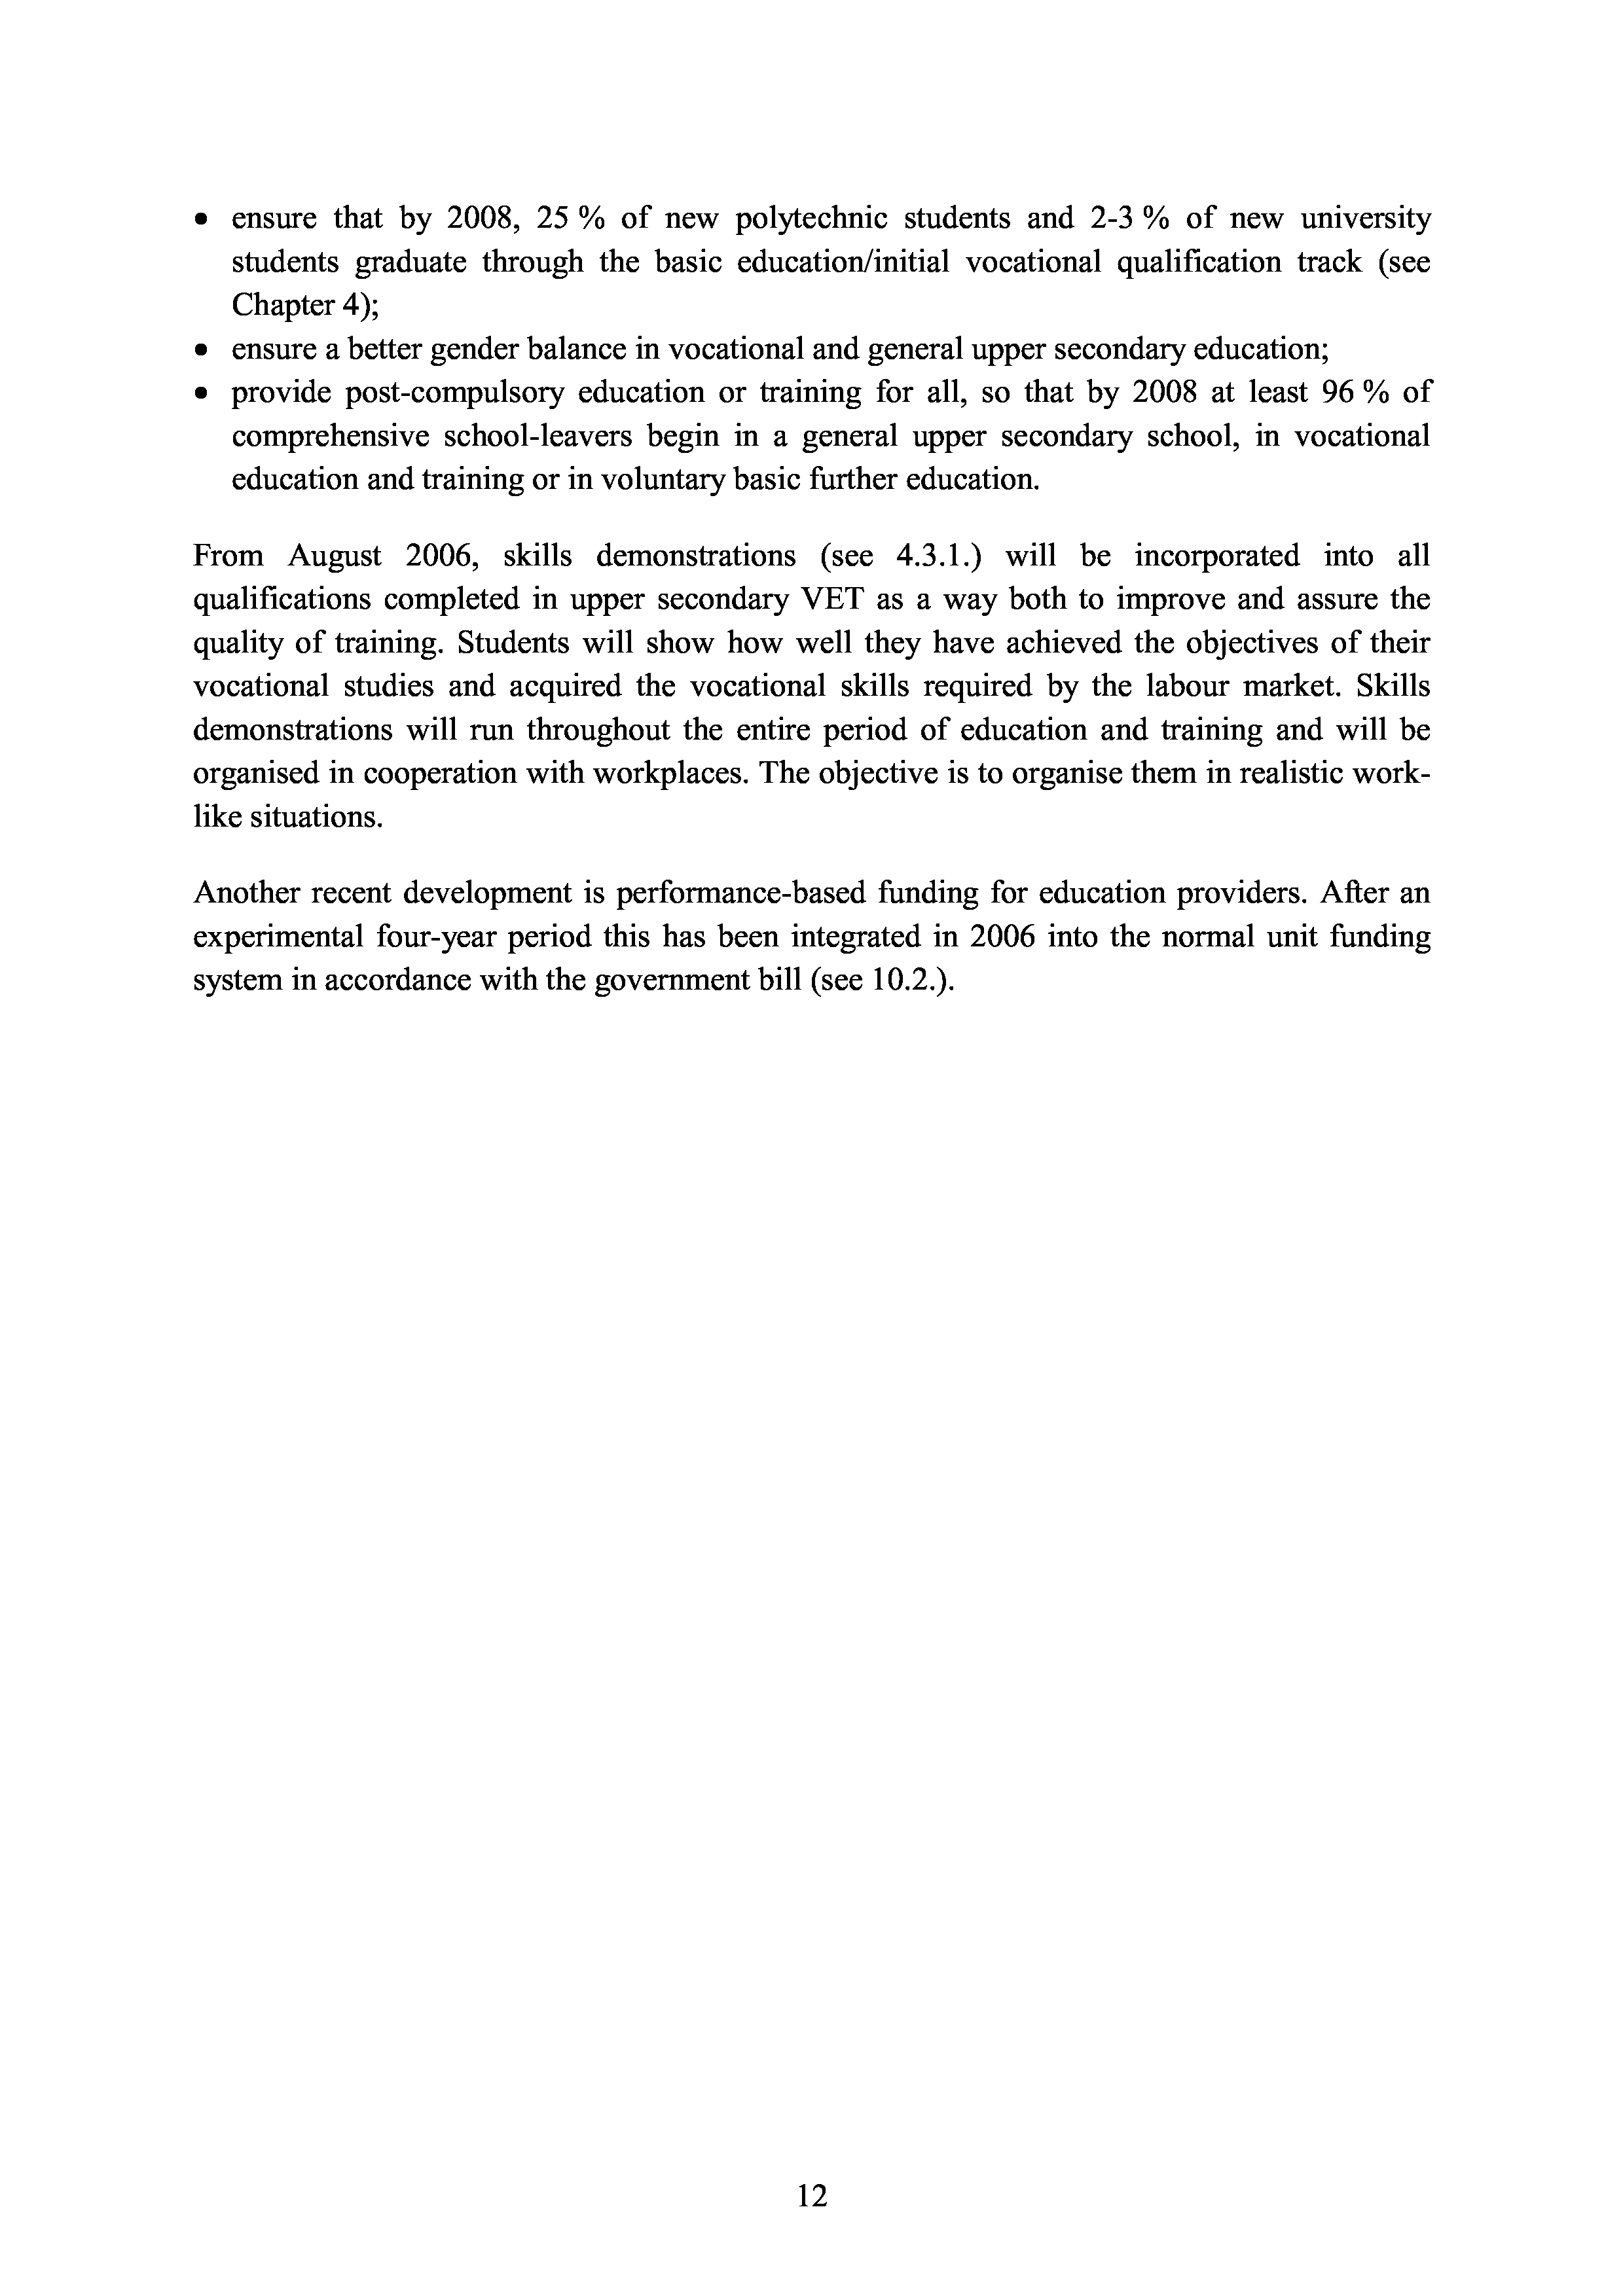 • ensure that by 2008, 25 % of new polytechnic students and 2-3 % of new university
students graduate through the basic education/initial vocational qualification track (see
Chapter 4);
• ensure a better gender balance in vocational and general upper secondary education;
• provide post-compulsory education or training for all, so that by 2008 at least 96 % of
comprehensive school-leavers begin in a general upper secondary school, in vocational
education and training or in voluntary basic further education.
From August 2006, skills demonstrations (see 4.3.1.) will be incorporated into all
qualifications completed in upper secondary VET as a way both to improve and assure the
quality of training. Students will show how well they have achieved the objectives of their
vocational studies and acquired the vocational skills required by the labour market. Skills
demonstrations will run throughout the entire period of education and training and will be
organised in cooperation with workplaces. The objective is to organise them in realistic work-
like situations.
Another recent development is performance-based funding for education providers. After an
experimental four-year period this has been integrated in 2006 into the normal unit funding
system in accordance with the government bill (see 10.2.).
12